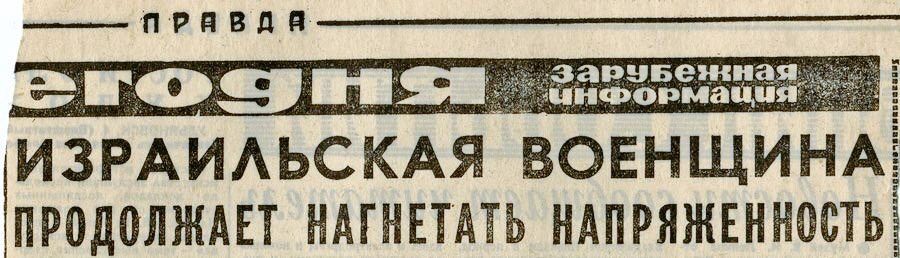 ПРАВДА
егодня
зарубежная
информация
ИЗРАИЛЬСКАЯ ВОЕНЩИНА
ПРОДОЛЖАЕТ НАГНЕТАТЬ НАПРЯЖЕННОСТЬ